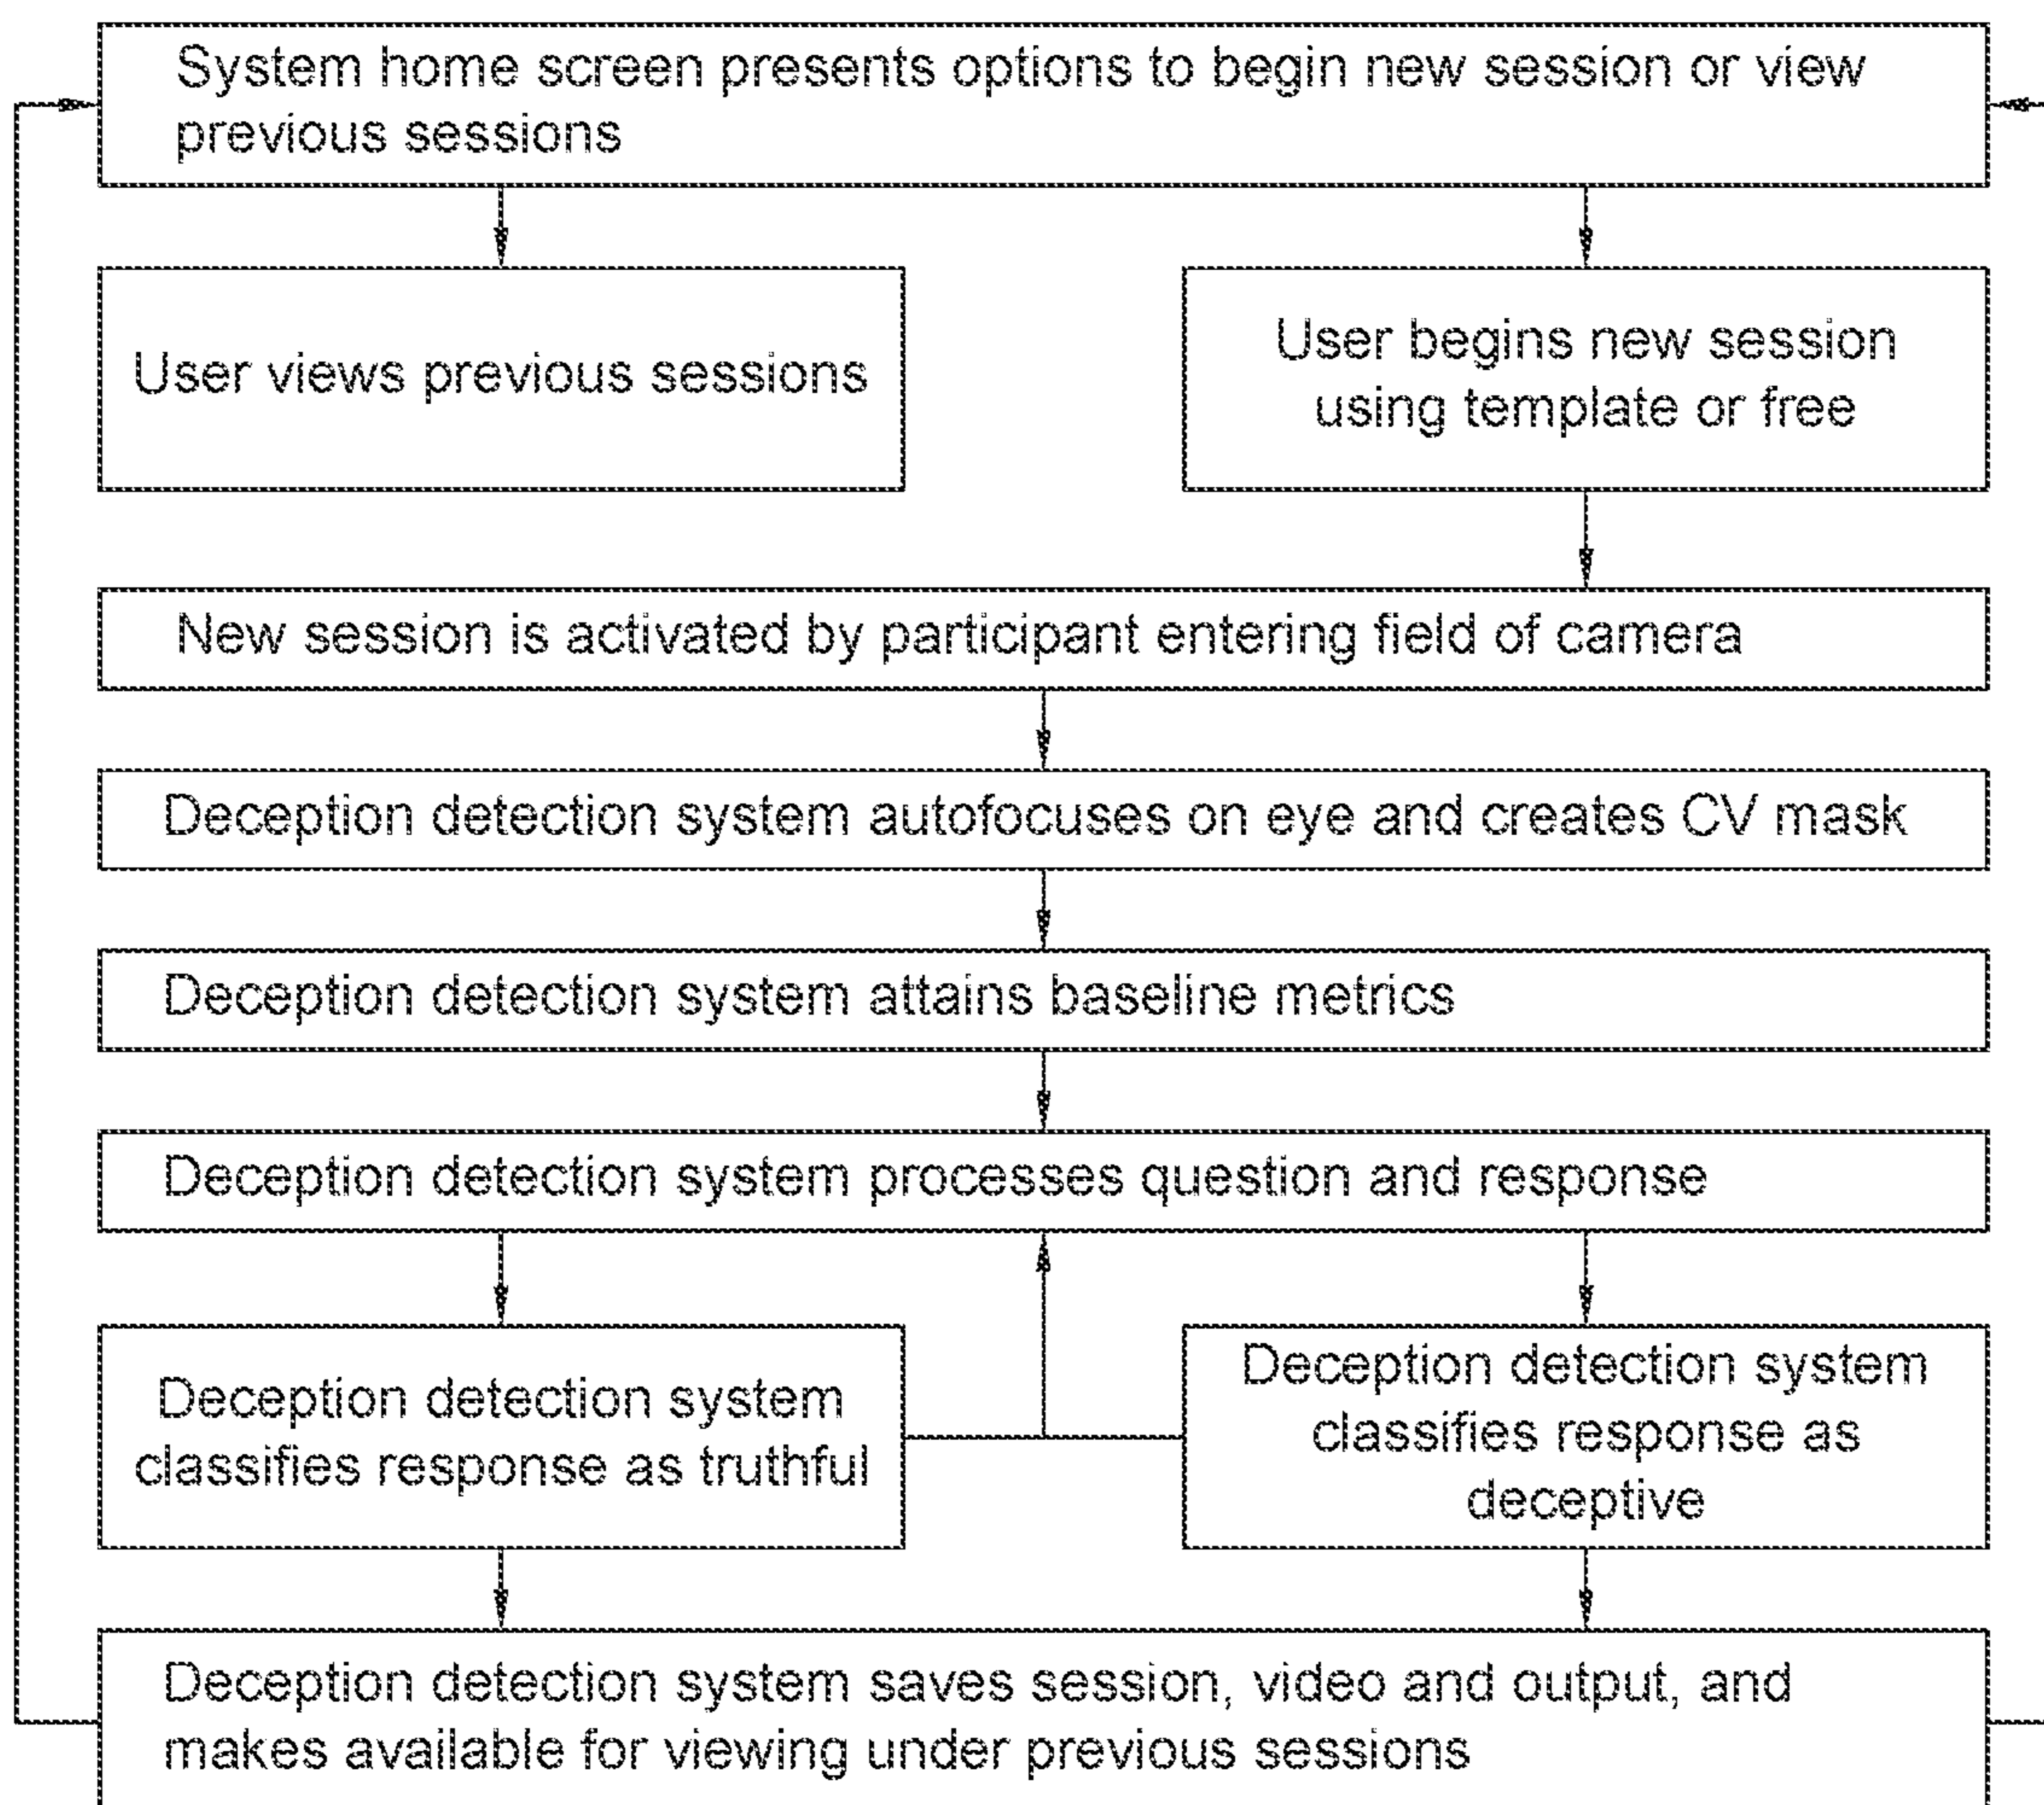 System home screen presents options to begin new session or view
previous sessions
User views previous sessions
User begins new session
using template or free
New session is activated by participant entering field of camera
Deception detection system autofocuses on eye and creates CV mask
Deception detection system attains baseline metrics
Deception detection system processes question and response
Deception detection system
classifies response as truthful
Deception detection system
classifies response as
deceptive
Deception detection system saves session, video and output, and
makes available for viewing under previous sessions